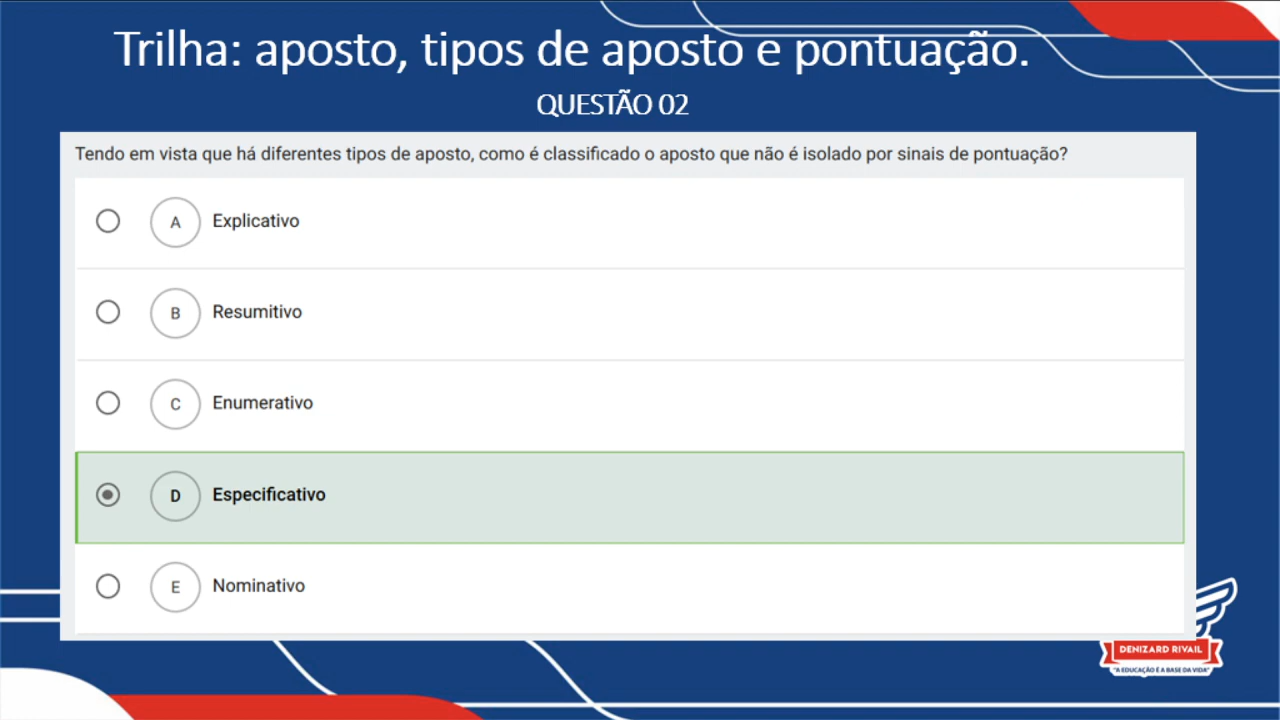 Trilha: aposto, tipos de aposto e pontuação.
QUESTÃO 02
Tendo em vista que há diferentes tipos de aposto, como é classificado o aposto que não é isolado por sinais de pontuação?
A Explicativo
B Resumitivo
C Enumerativo
D Especificativo
E Nominativo
DENIZARD RIVAIL
"A EDUCAÇÃO É A BASE DA VIDA"